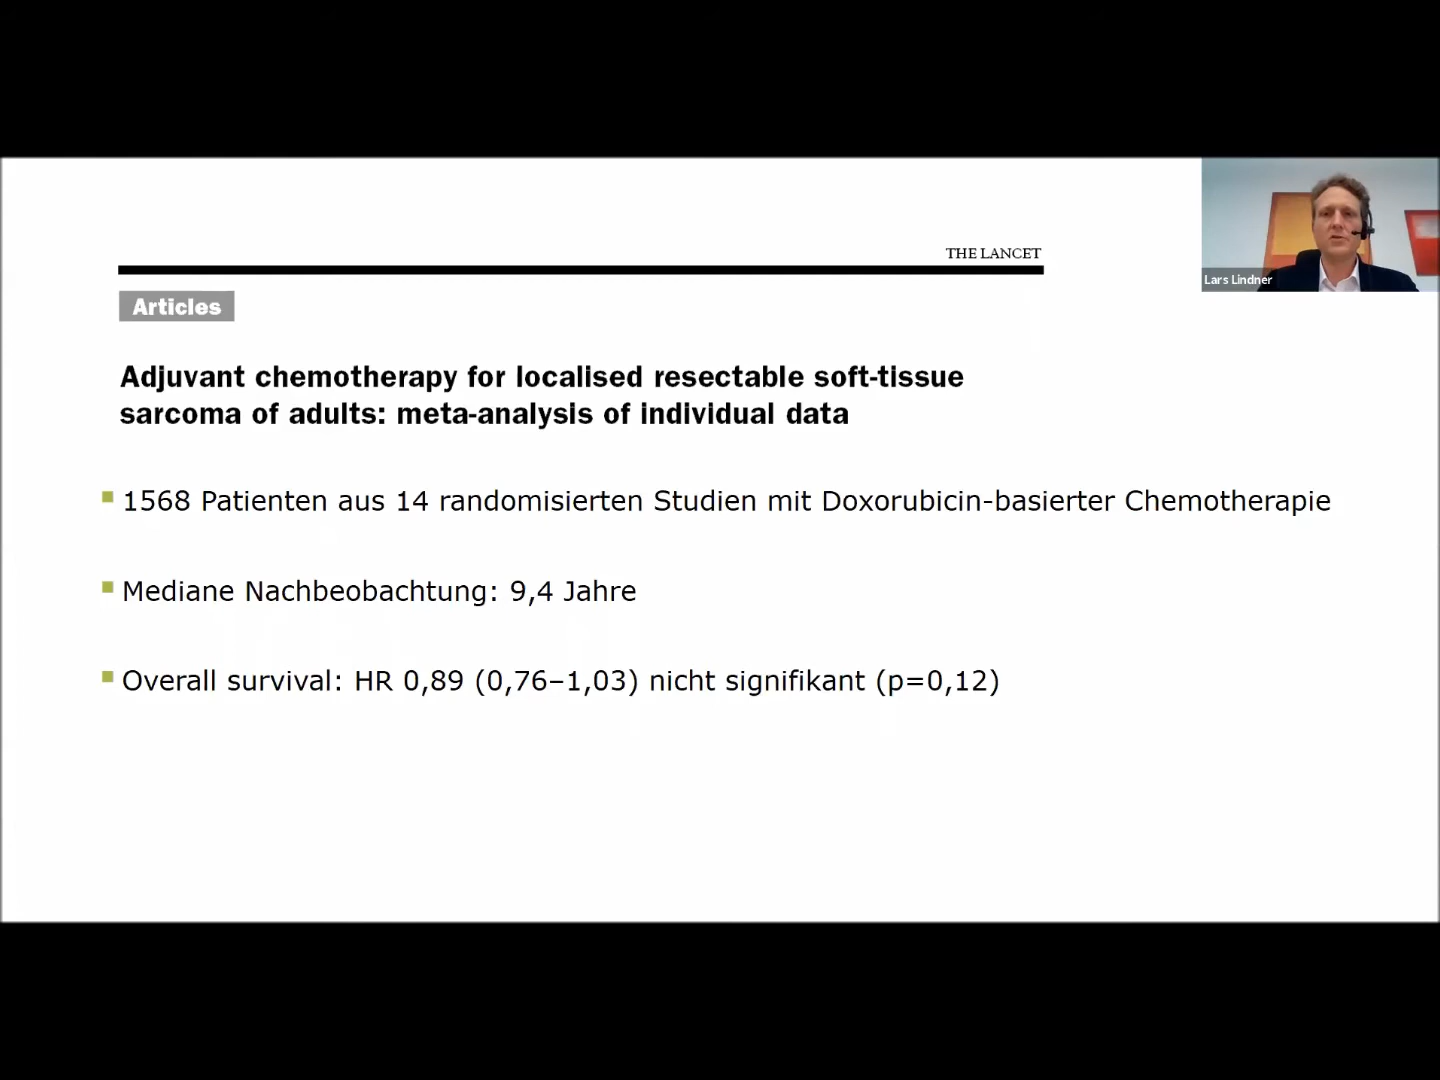 THE LANCET
Lars Lindner
Articles
Adjuvant chemotherapy for localised resectable soft-tissue
sarcoma of adults: meta-analysis of individual data
1568 Patienten aus 14 randomisierten Studien mit Doxorubicin-basierter Chemotherapie
Mediane Nachbeobachtung: 9,4 Jahre
Overall survival: HR 0,89 (0,76–1,03) nicht signifikant (p=0,12)